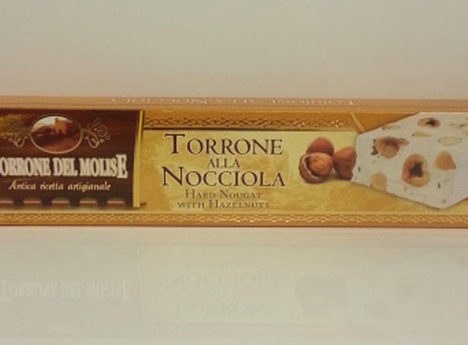 TORRONE DEL MOLISE
Antica ricetta artigianale
TORRONE
ALLA
NOCCIOLA
HARD NOUGAT
WITH HAZELNUTS